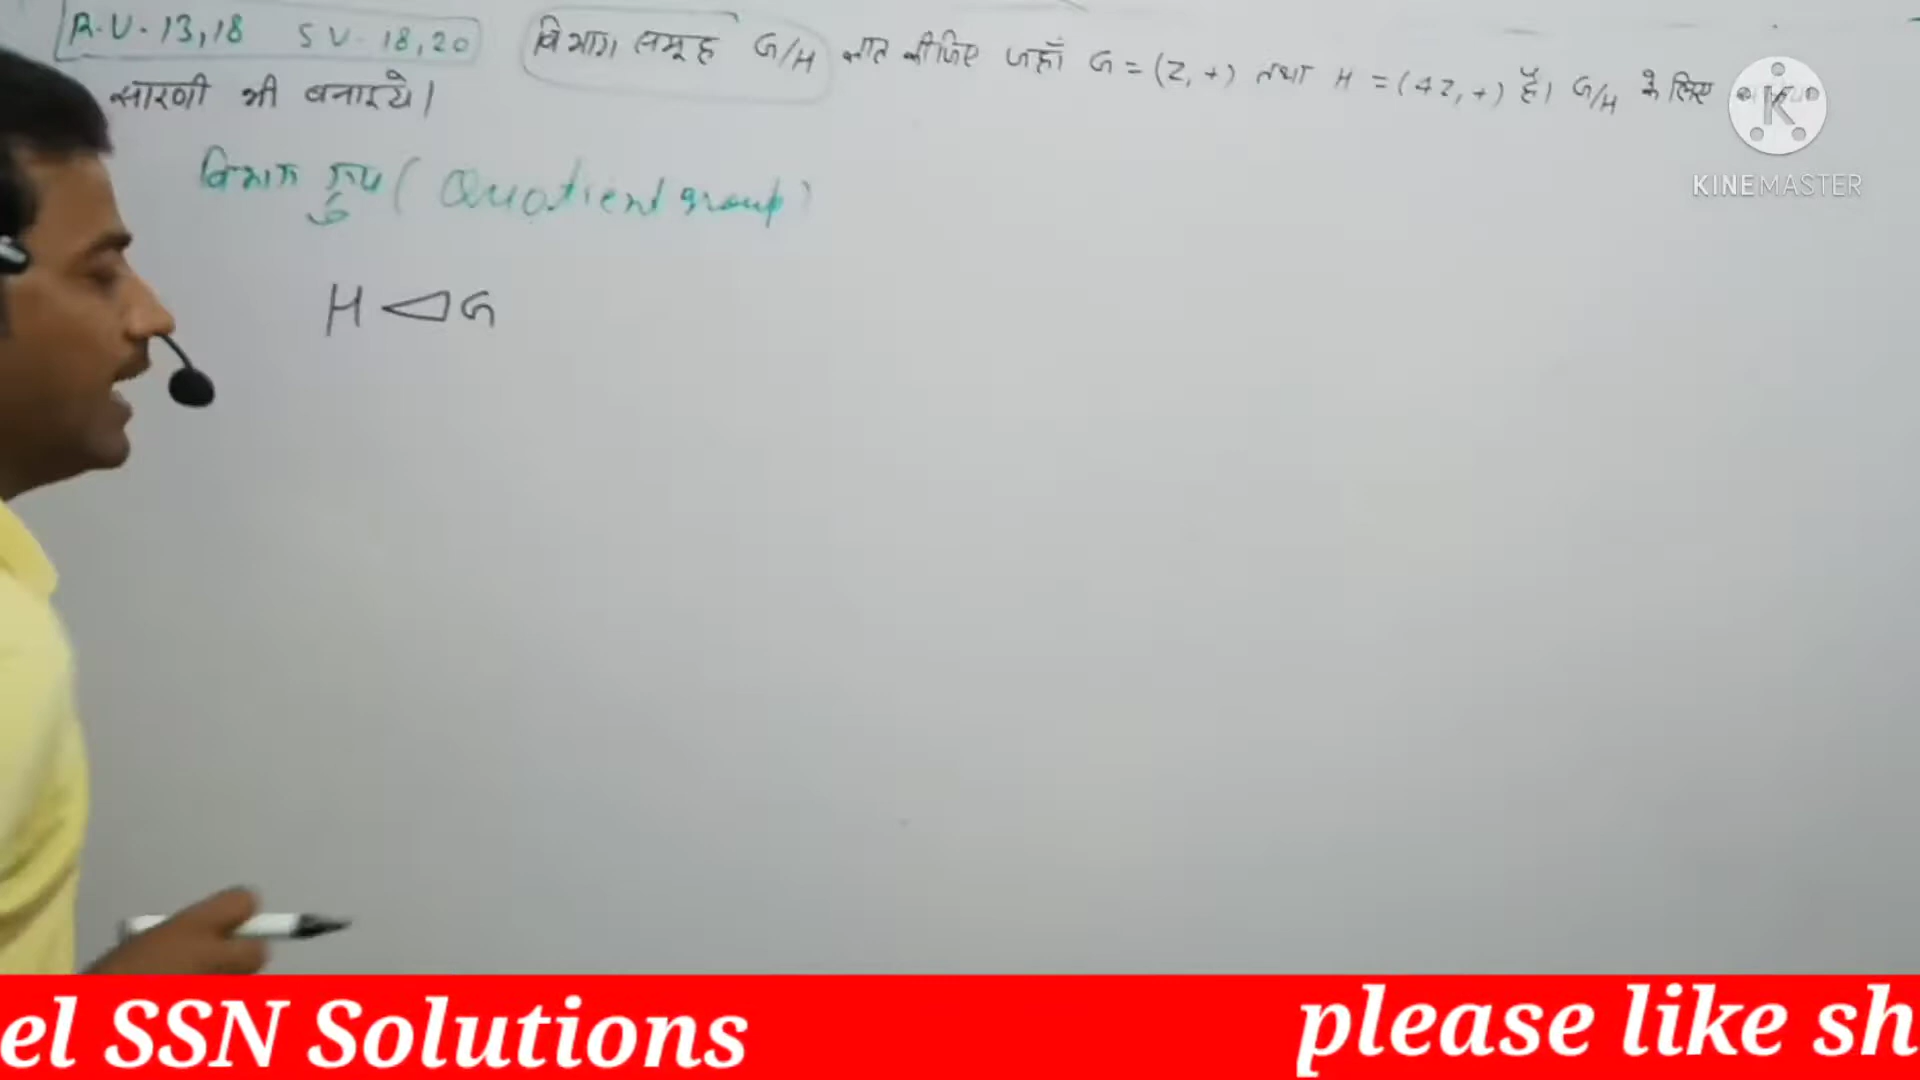 R.U. 13,18 S U - 18,20 विभाग समूह G/H ज्ञात कीजिए जहाँ G = (Z, +) तथा H = (4Z, +) है। G/H के लिए
सारणी भी बनाइये।
KINEMASTER
विभाग ग्रुप ( Quotient group)
H ◁ G
el SSN Solutions please like sh